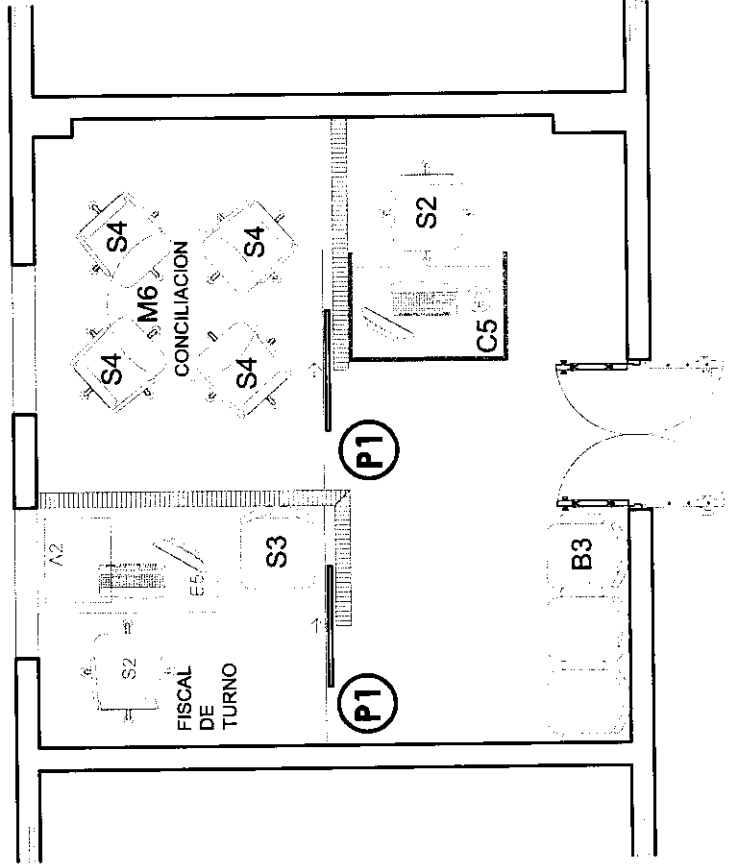 A2
S2
E5
FISCAL
DE
TURNO
S3
S4
S4
M6
CONCILIACION
S4
S4
P1
P1
S2
C5
B3